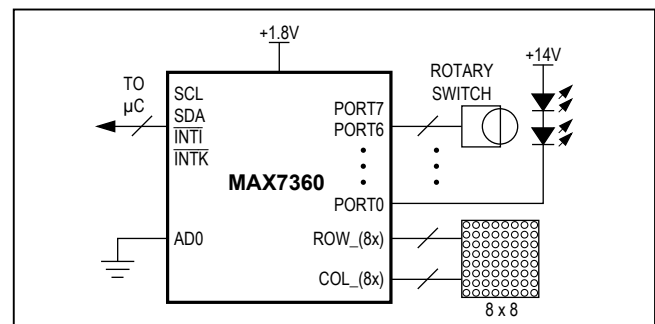 +1.8V
TO
µC
SCL
SDA
INTI
INTK
AD0
MAX7360
PORT7
PORT6
PORT0
ROW_(8x)
COL_(8x)
ROTARY
SWITCH
+14V
8 x 8